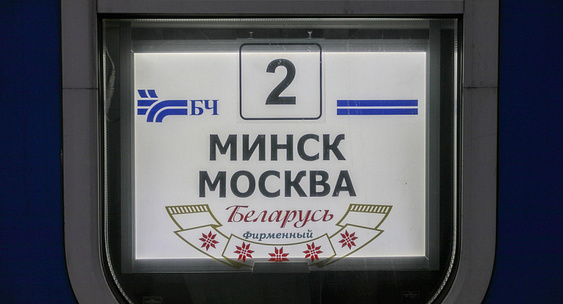 2
БЧ
МИНСК
МОСКВА
Беларусь
Фирменный